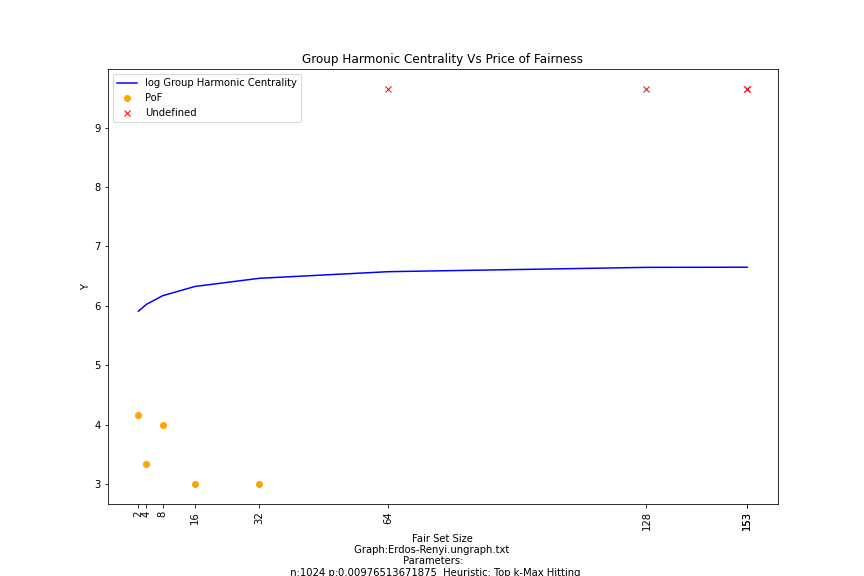 Group Harmonic Centrality Vs Price of Fairness
log Group Harmonic Centrality
PoF
Undefined
9
8
7
6
5
4
3
Y
2 4 8 16 32 64 128 153
Fair Set Size
Graph:Erdos-Renyi.ungraph.txt
Parameters:
n:1024 p:0.00976513671875 Heuristic: Top k-Max Hitting